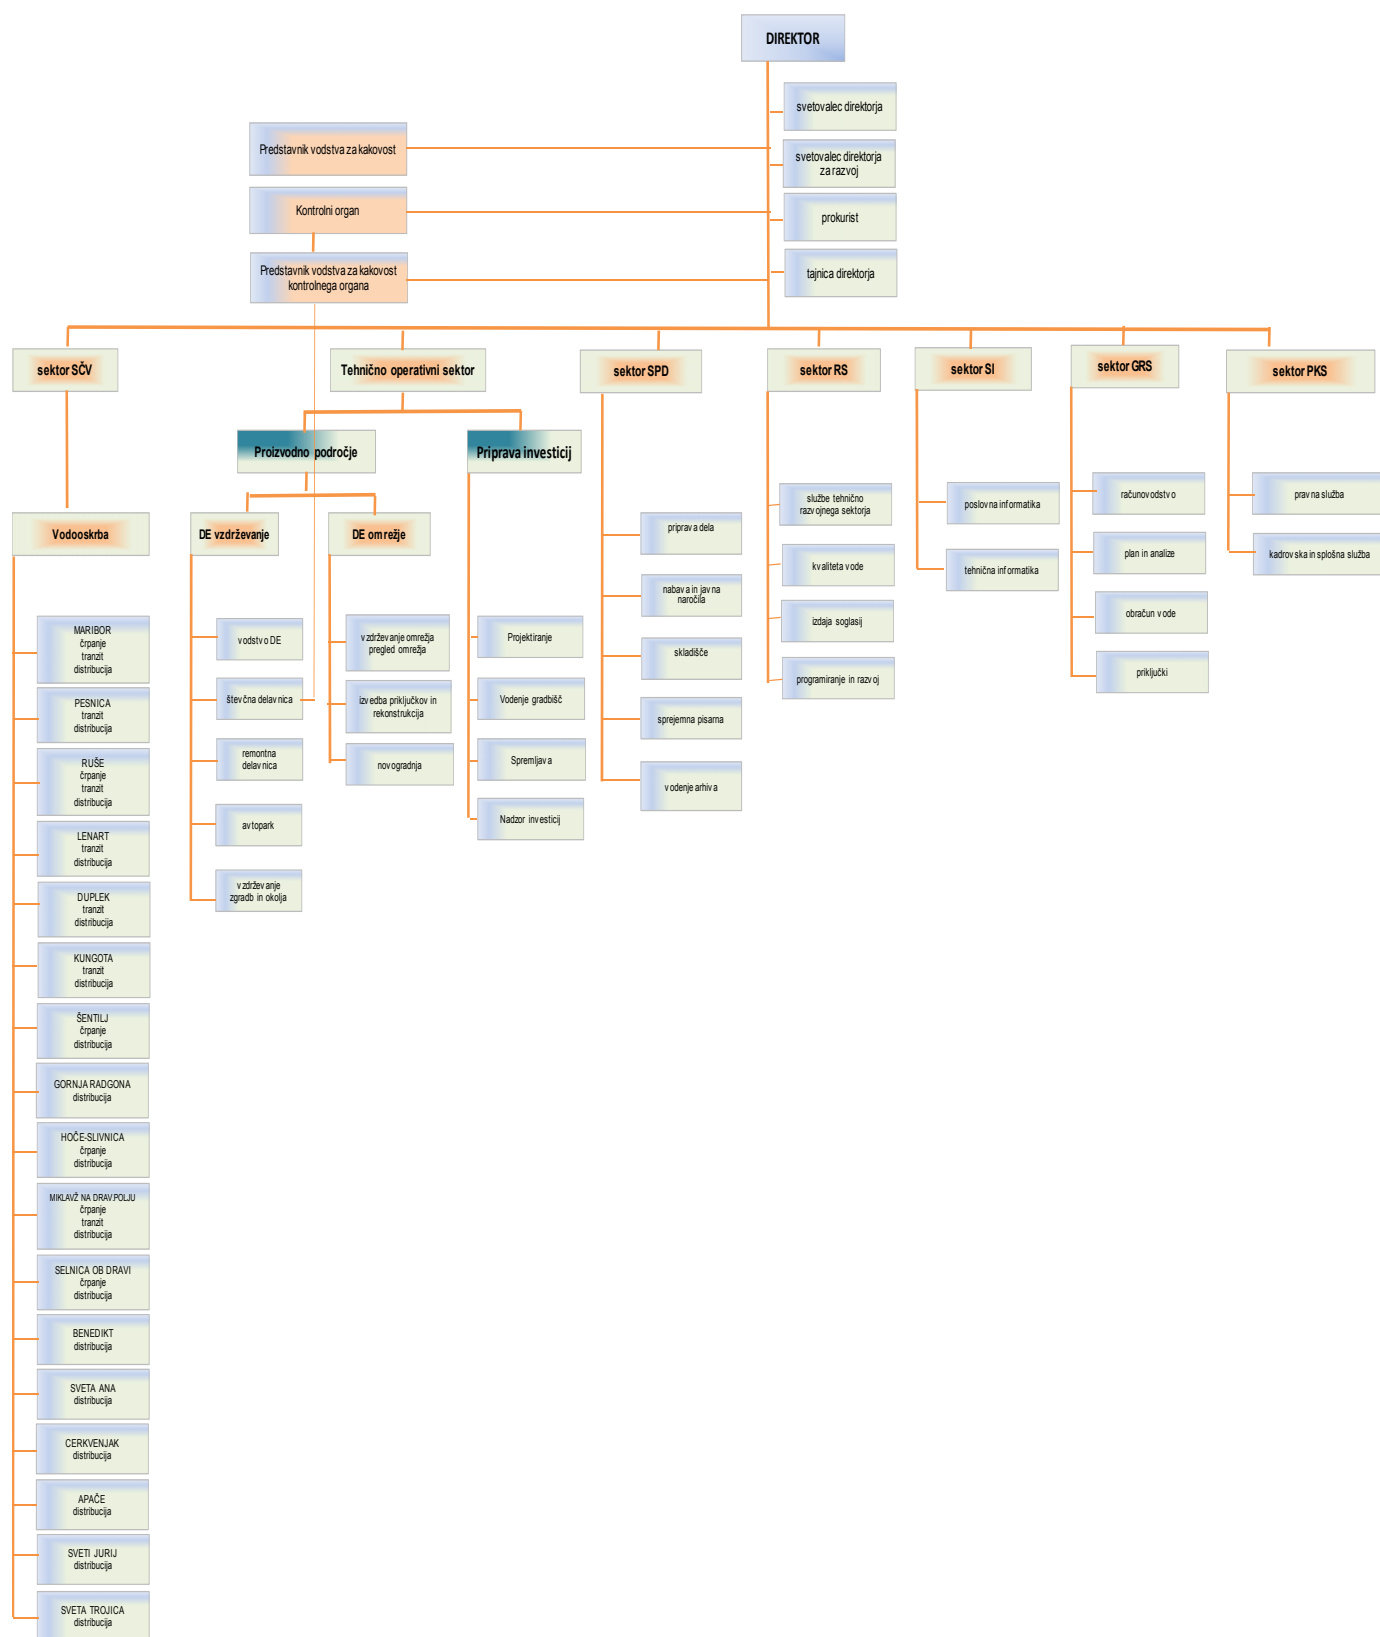 DIREKTOR
svetovalec direktorja
svetovalec direktorja
za razvoj
prokurist
tajnica direktorja
Predstavnik vodstva za kakovost
Kontrolni organ
Predstavnik vodstva za kakovost
kontrolnega organa
sektor SČV
Tehnično operativni sektor
sektor SPD
sektor RS
sektor SI
sektor GRS
sektor PKS
Proizvodno področje
Priprava investicij
Vodooskrba
DE vzdrževanje
DE omrežje
MARIBOR
črpanje
tranzit
distribucija
PESNICA
tranzit
distribucija
RUŠE
črpanje
tranzit
distribucija
LENART
tranzit
distribucija
DUPLEK
tranzit
distribucija
KUNGOTA
tranzit
distribucija
ŠENTILJ
črpanje
distribucija
GORNJA RADGONA
distribucija
HOČE-SLIVNICA
črpanje
distribucija
MIKLAVŽ NA DRAV.POLJU
črpanje
tranzit
distribucija
SELNICA OB DRAVI
črpanje
distribucija
BENEDIKT
distribucija
SVETA ANA
distribucija
CERKVENJAK
distribucija
APAČE
distribucija
SVETI JURIJ
distribucija
SVETA TROJICA
distribucija
vodstvo DE
števčna delavnica
remontna
delavnica
avtopark
vzdrževanje
zgradb in okolja
vzdrževanje omrežja
pregled omrežja
izvedba priključkov in
rekonstrukcija
novogradnja
Projektiranje
Vodenje gradbišč
Spremljava
Nadzor investicij
priprava dela
nabava in javna
naročila
skladišče
sprejemna pisarna
vodenje arhiva
službe tehnično
razvojnega sektorja
kvaliteta vode
izdaja soglasij
programiranje in razvoj
poslovna informatika
tehnična informatika
računovodstvo
plan in analize
obračun vode
priključki
pravna služba
kadrovska in splošna služba